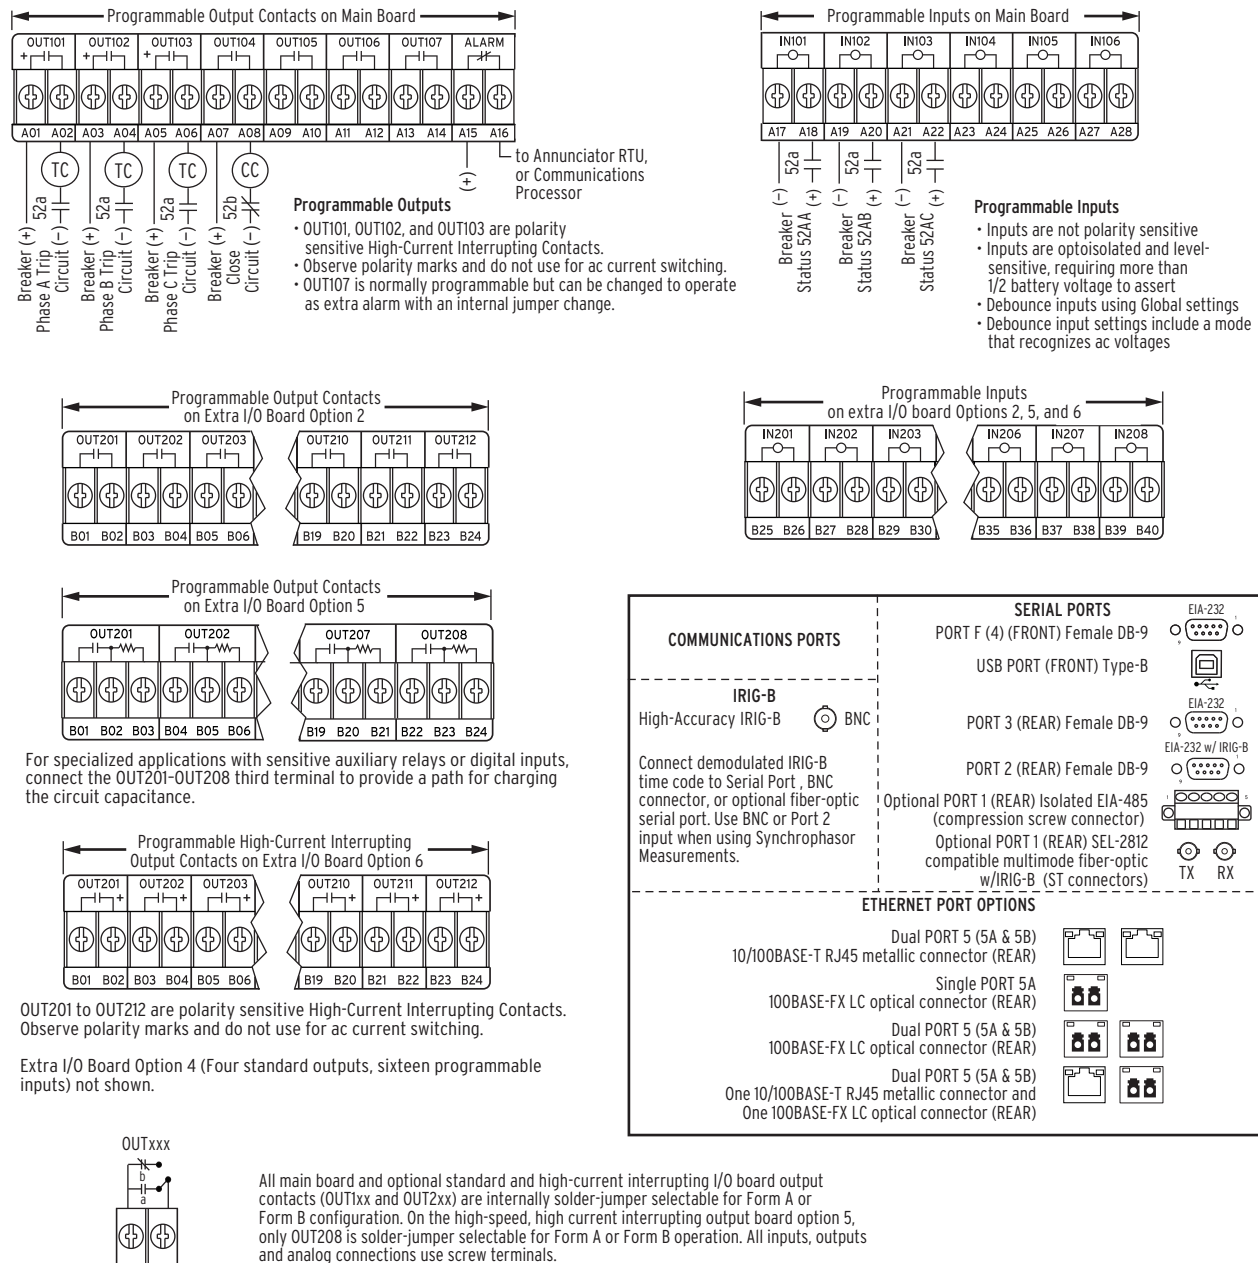 Programmable Output Contacts on Main Board
OUT101 OUT102 OUT103 OUT104 OUT105 OUT106 OUT107 ALARM
+ + +
A01 A02 A03 A04 A05 A06 A07 A08 A09 A10 A11 A12 A13 A14 A15 A16
TC TC TC CC
52a 52a 52a 52b
Breaker (+)
Phase A Trip
Circuit (-)
Breaker (+)
Phase B Trip
Circuit (-)
Breaker (+)
Phase C Trip
Circuit (-)
Breaker (+)
Close
Circuit (-)
(+)
to Annunciator RTU,
or Communications
Processor
Programmable Outputs
• OUT101, OUT102, and OUT103 are polarity
sensitive High-Current Interrupting Contacts.
• Observe polarity marks and do not use for ac current switching.
• OUT107 is normally programmable but can be changed to operate
as extra alarm with an internal jumper change.
Programmable Inputs on Main Board
IN101 IN102 IN103 IN104 IN105 IN106
A17 A18 A19 A20 A21 A22 A23 A24 A25 A26 A27 A28
52a 52a 52a
Breaker (-)
Status 52AA (+)
Breaker (-)
Status 52AB (+)
Breaker (-)
Status 52AC (+)
Programmable Inputs
• Inputs are not polarity sensitive
• Inputs are optoisolated and level-
sensitive, requiring more than
1/2 battery voltage to assert
• Debounce inputs using Global settings
• Debounce input settings include a mode
that recognizes ac voltages
Programmable Output Contacts
on Extra I/O Board Option 2
OUT201 OUT202 OUT203 OUT210 OUT211 OUT212
B01 B02 B03 B04 B05 B06 B19 B20 B21 B22 B23 B24
Programmable Inputs
on extra I/O board Options 2, 5, and 6
IN201 IN202 IN203 IN206 IN207 IN208
B25 B26 B27 B28 B29 B30 B35 B36 B37 B38 B39 B40
Programmable Output Contacts
on Extra I/O Board Option 5
OUT201 OUT202 OUT207 OUT208
B01 B02 B03 B04 B05 B06 B19 B20 B21 B22 B23 B24
For specialized applications with sensitive auxiliary relays or digital inputs,
connect the OUT201-OUT208 third terminal to provide a path for charging
the circuit capacitance.
Programmable High-Current Interrupting
Output Contacts on Extra I/O Board Option 6
OUT201 OUT202 OUT203 OUT210 OUT211 OUT212
+ + + + + +
B01 B02 B03 B04 B05 B06 B19 B20 B21 B22 B23 B24
OUT201 to OUT212 are polarity sensitive High-Current Interrupting Contacts.
Observe polarity marks and do not use for ac current switching.
Extra I/O Board Option 4 (Four standard outputs, sixteen programmable
inputs) not shown.
COMMUNICATIONS PORTS
IRIG-B
High-Accuracy IRIG-B BNC
Connect demodulated IRIG-B
time code to Serial Port , BNC
connector, or optional fiber-optic
serial port. Use BNC or Port 2
input when using Synchrophasor
Measurements.
SERIAL PORTS
EIA-232
PORT F (4) (FRONT) Female DB-9
9 1
USB PORT (FRONT) Type-B
EIA-232
PORT 3 (REAR) Female DB-9
9 1
EIA-232 w/ IRIG-B
PORT 2 (REAR) Female DB-9
9 1
Optional PORT 1 (REAR) Isolated EIA-485
(compression screw connector)
1 5
Optional PORT 1 (REAR) SEL-2812
compatible multimode fiber-optic
w/IRIG-B (ST connectors)
TX RX
ETHERNET PORT OPTIONS
Dual PORT 5 (5A & 5B)
10/100BASE-T RJ45 metallic connector (REAR)
Single PORT 5A
100BASE-FX LC optical connector (REAR)
Dual PORT 5 (5A & 5B)
100BASE-FX LC optical connector (REAR)
Dual PORT 5 (5A & 5B)
One 10/100BASE-T RJ45 metallic connector and
One 100BASE-FX LC optical connector (REAR)
OUTxxx
b
a
All main board and optional standard and high-current interrupting I/O board output
contacts (OUT1xx and OUT2xx) are internally solder-jumper selectable for Form A or
Form B configuration. On the high-speed, high current interrupting output board option 5,
only OUT208 is solder-jumper selectable for Form A or Form B operation. All inputs, outputs
and analog connections use screw terminals.